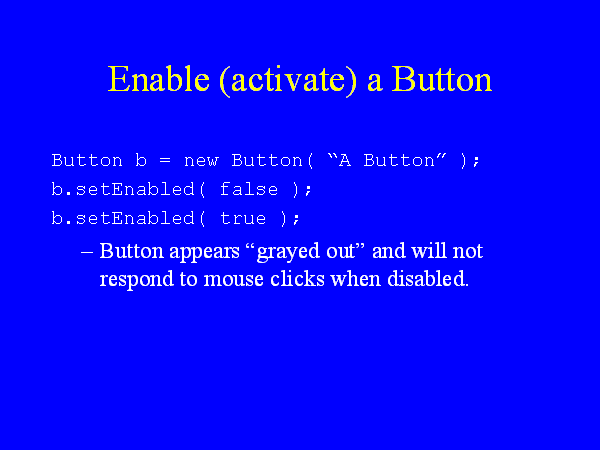 Enable (activate) a Button
Button b = new Button( “A Button” );
b.setEnabled( false );
b.setEnabled( true );
– Button appears “grayed out” and will not
respond to mouse clicks when disabled.